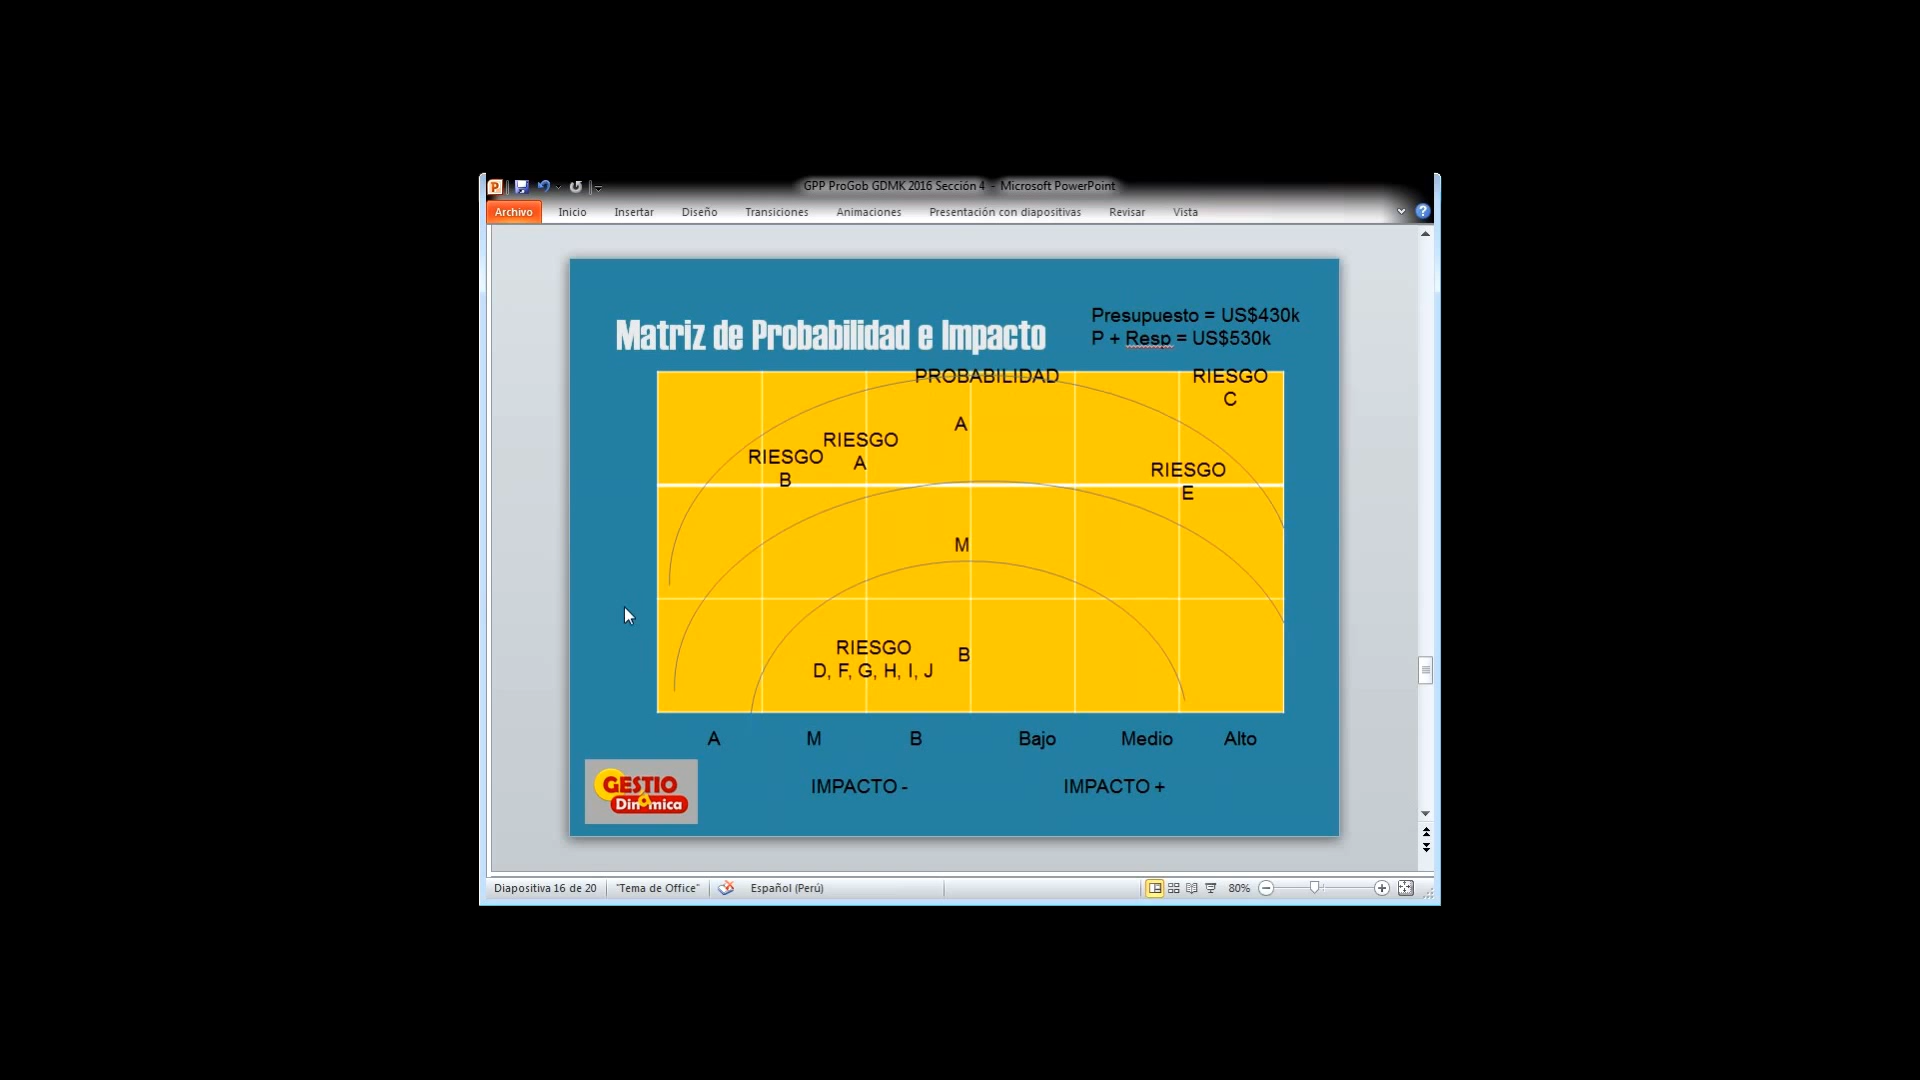 GPP ProGob GDMK 2016 Sección 4 - Microsoft PowerPoint
Archivo Inicio Insertar Diseño Transiciones Animaciones Presentación con diapositivas Revisar Vista
Matriz de Probabilidad e Impacto
Presupuesto = US$430k
P + Resp = US$530k
PROBABILIDAD
RIESGO
C
A
RIESGO
A
RIESGO
B
RIESGO
E
M
RIESGO
D, F, G, H, I, J
B
A M B Bajo Medio Alto
IMPACTO - IMPACTO +
GESTIO
Dinámica
Diapositiva 16 de 20 "Tema de Office" Español (Perú) 80%